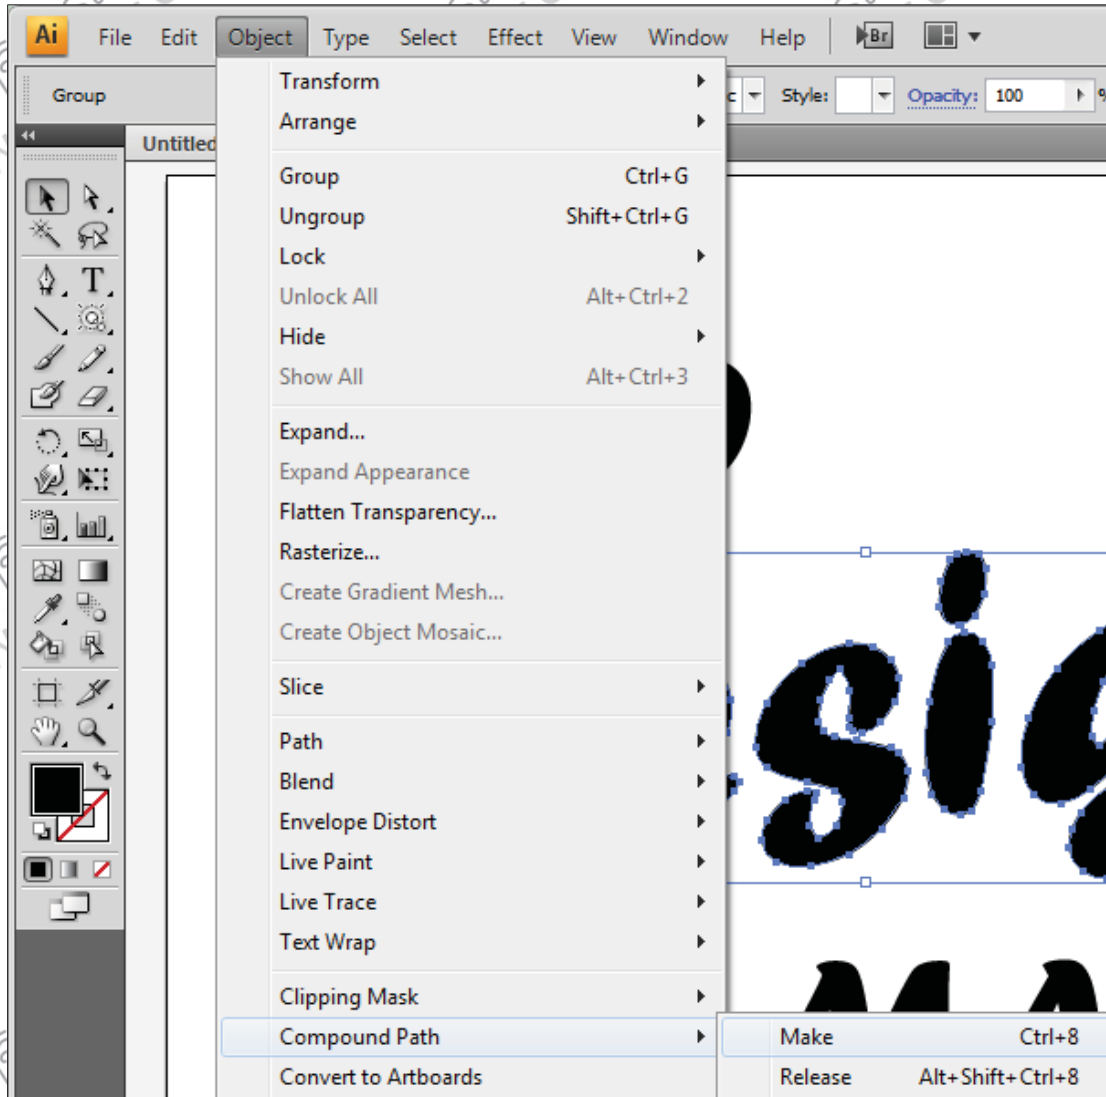 Ai File Edit Object Type Select Effect View Window Help Br
Group
Style: Opacity: 100 %
Untitled
Transform
Arrange
Group Ctrl+G
Ungroup Shift+Ctrl+G
Lock
Unlock All Alt+Ctrl+2
Hide
Show All Alt+Ctrl+3
Expand...
Expand Appearance
Flatten Transparency...
Rasterize...
Create Gradient Mesh...
Create Object Mosaic...
Slice
Path
Blend
Envelope Distort
Live Paint
Live Trace
Text Wrap
Clipping Mask
Compound Path
Make Ctrl+8
Convert to Artboards
Release Alt+Shift+Ctrl+8
sig